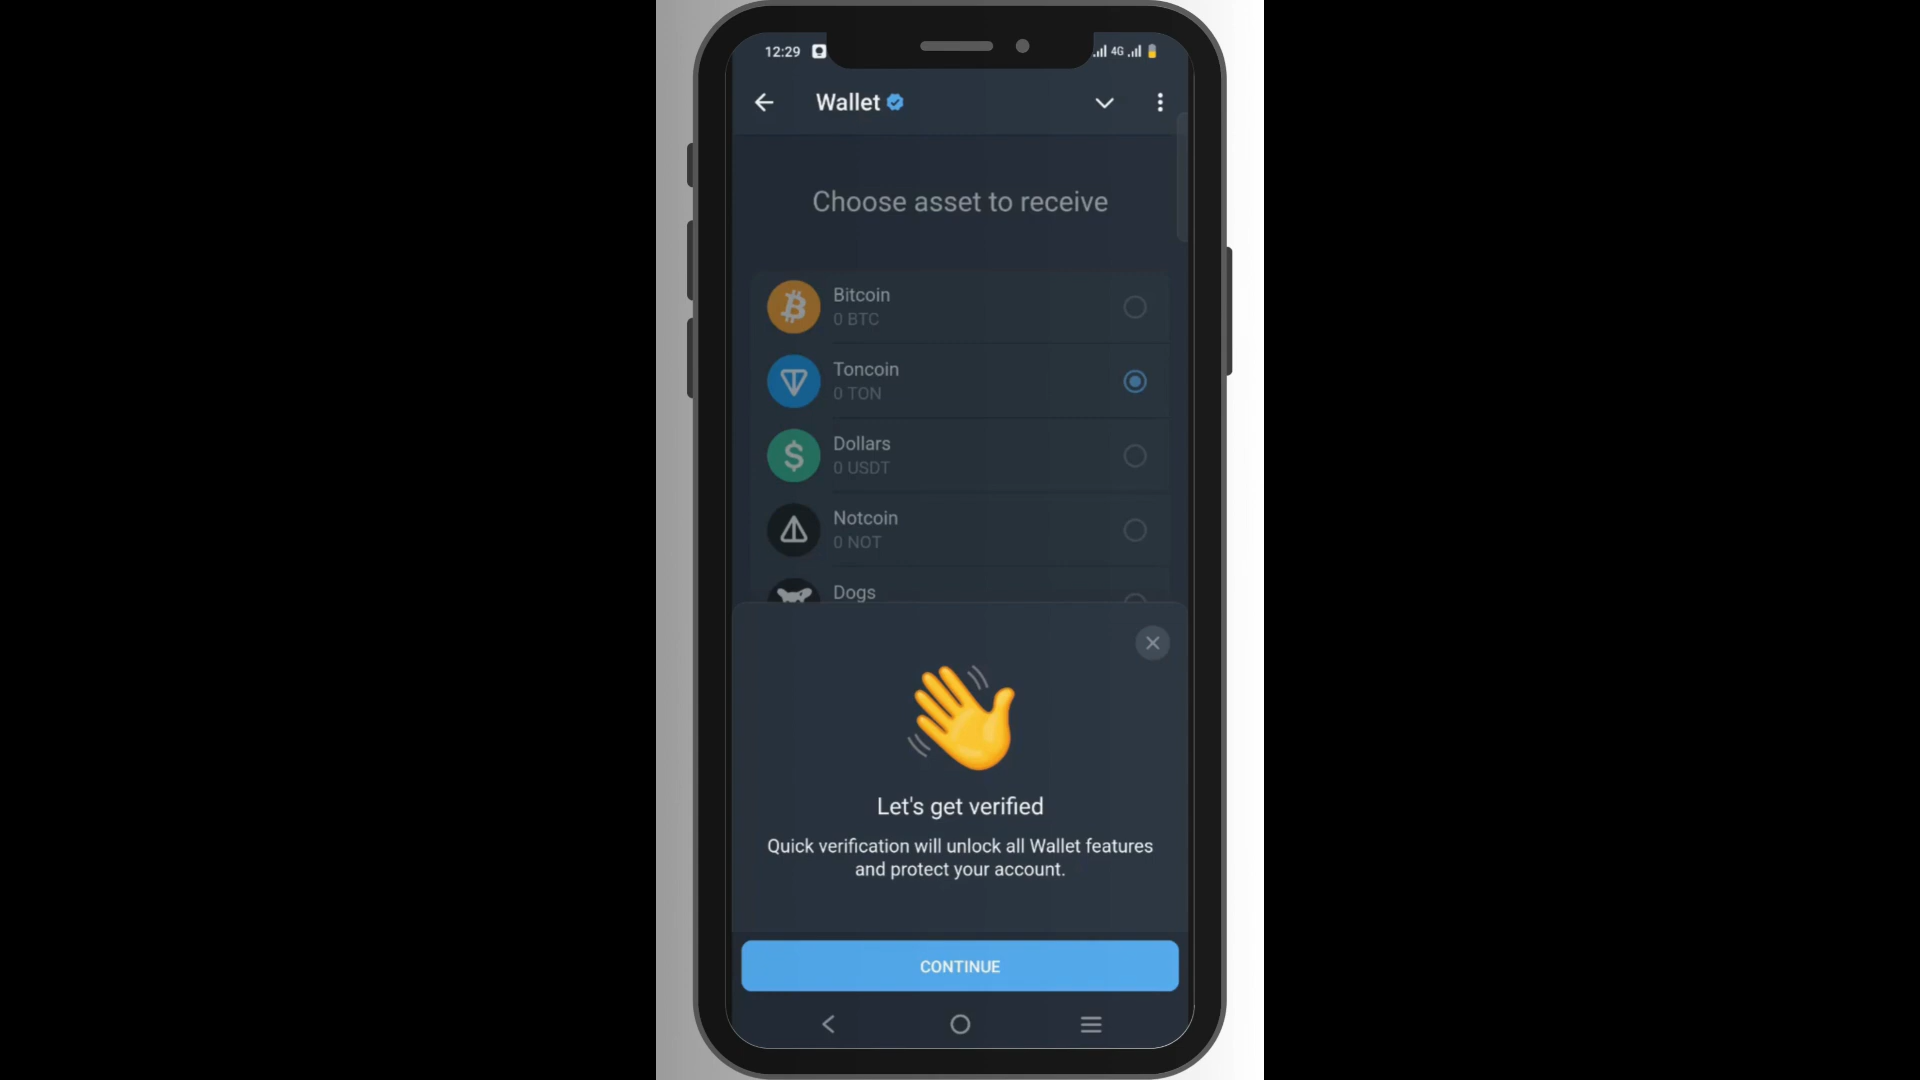 12:29
4G
Wallet
Choose asset to receive
Bitcoin
0 BTC
Toncoin
0 TON
Dollars
0 USDT
Notcoin
0 NOT
Dogs
Let's get verified
Quick verification will unlock all Wallet features
and protect your account.
CONTINUE